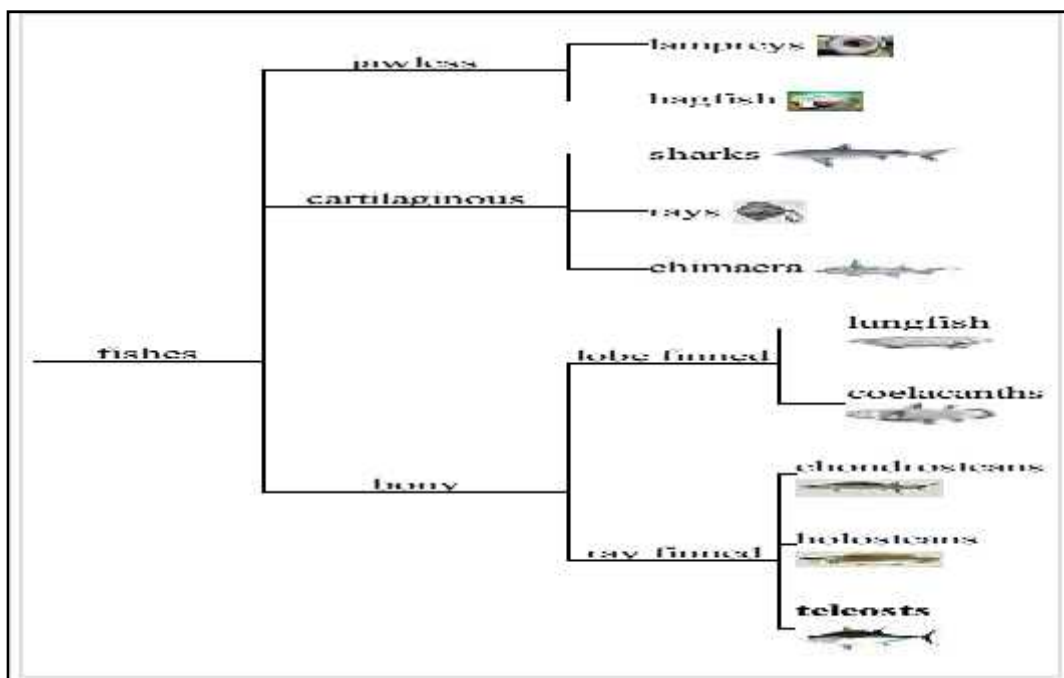 lampreys
jawless
hagfish
sharks
cartilaginous
rays
chimaera
lungfish
fishes
lobe finned
coelacanths
chondrosteans
bony
holosteans
ray finned
teleosts